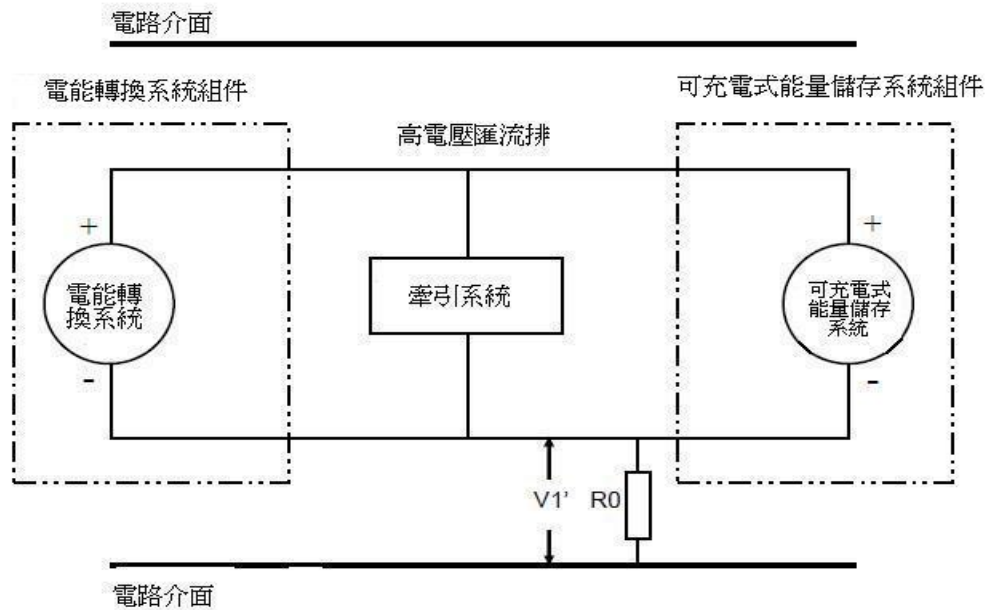 電路介面
電能轉換系統組件
可充電式能量儲存系統組件
高電壓匯流排
+
+
電能轉
換系統
牽引系統
可充電式
能量儲存
系統
-
-
V1'
R0
電路介面